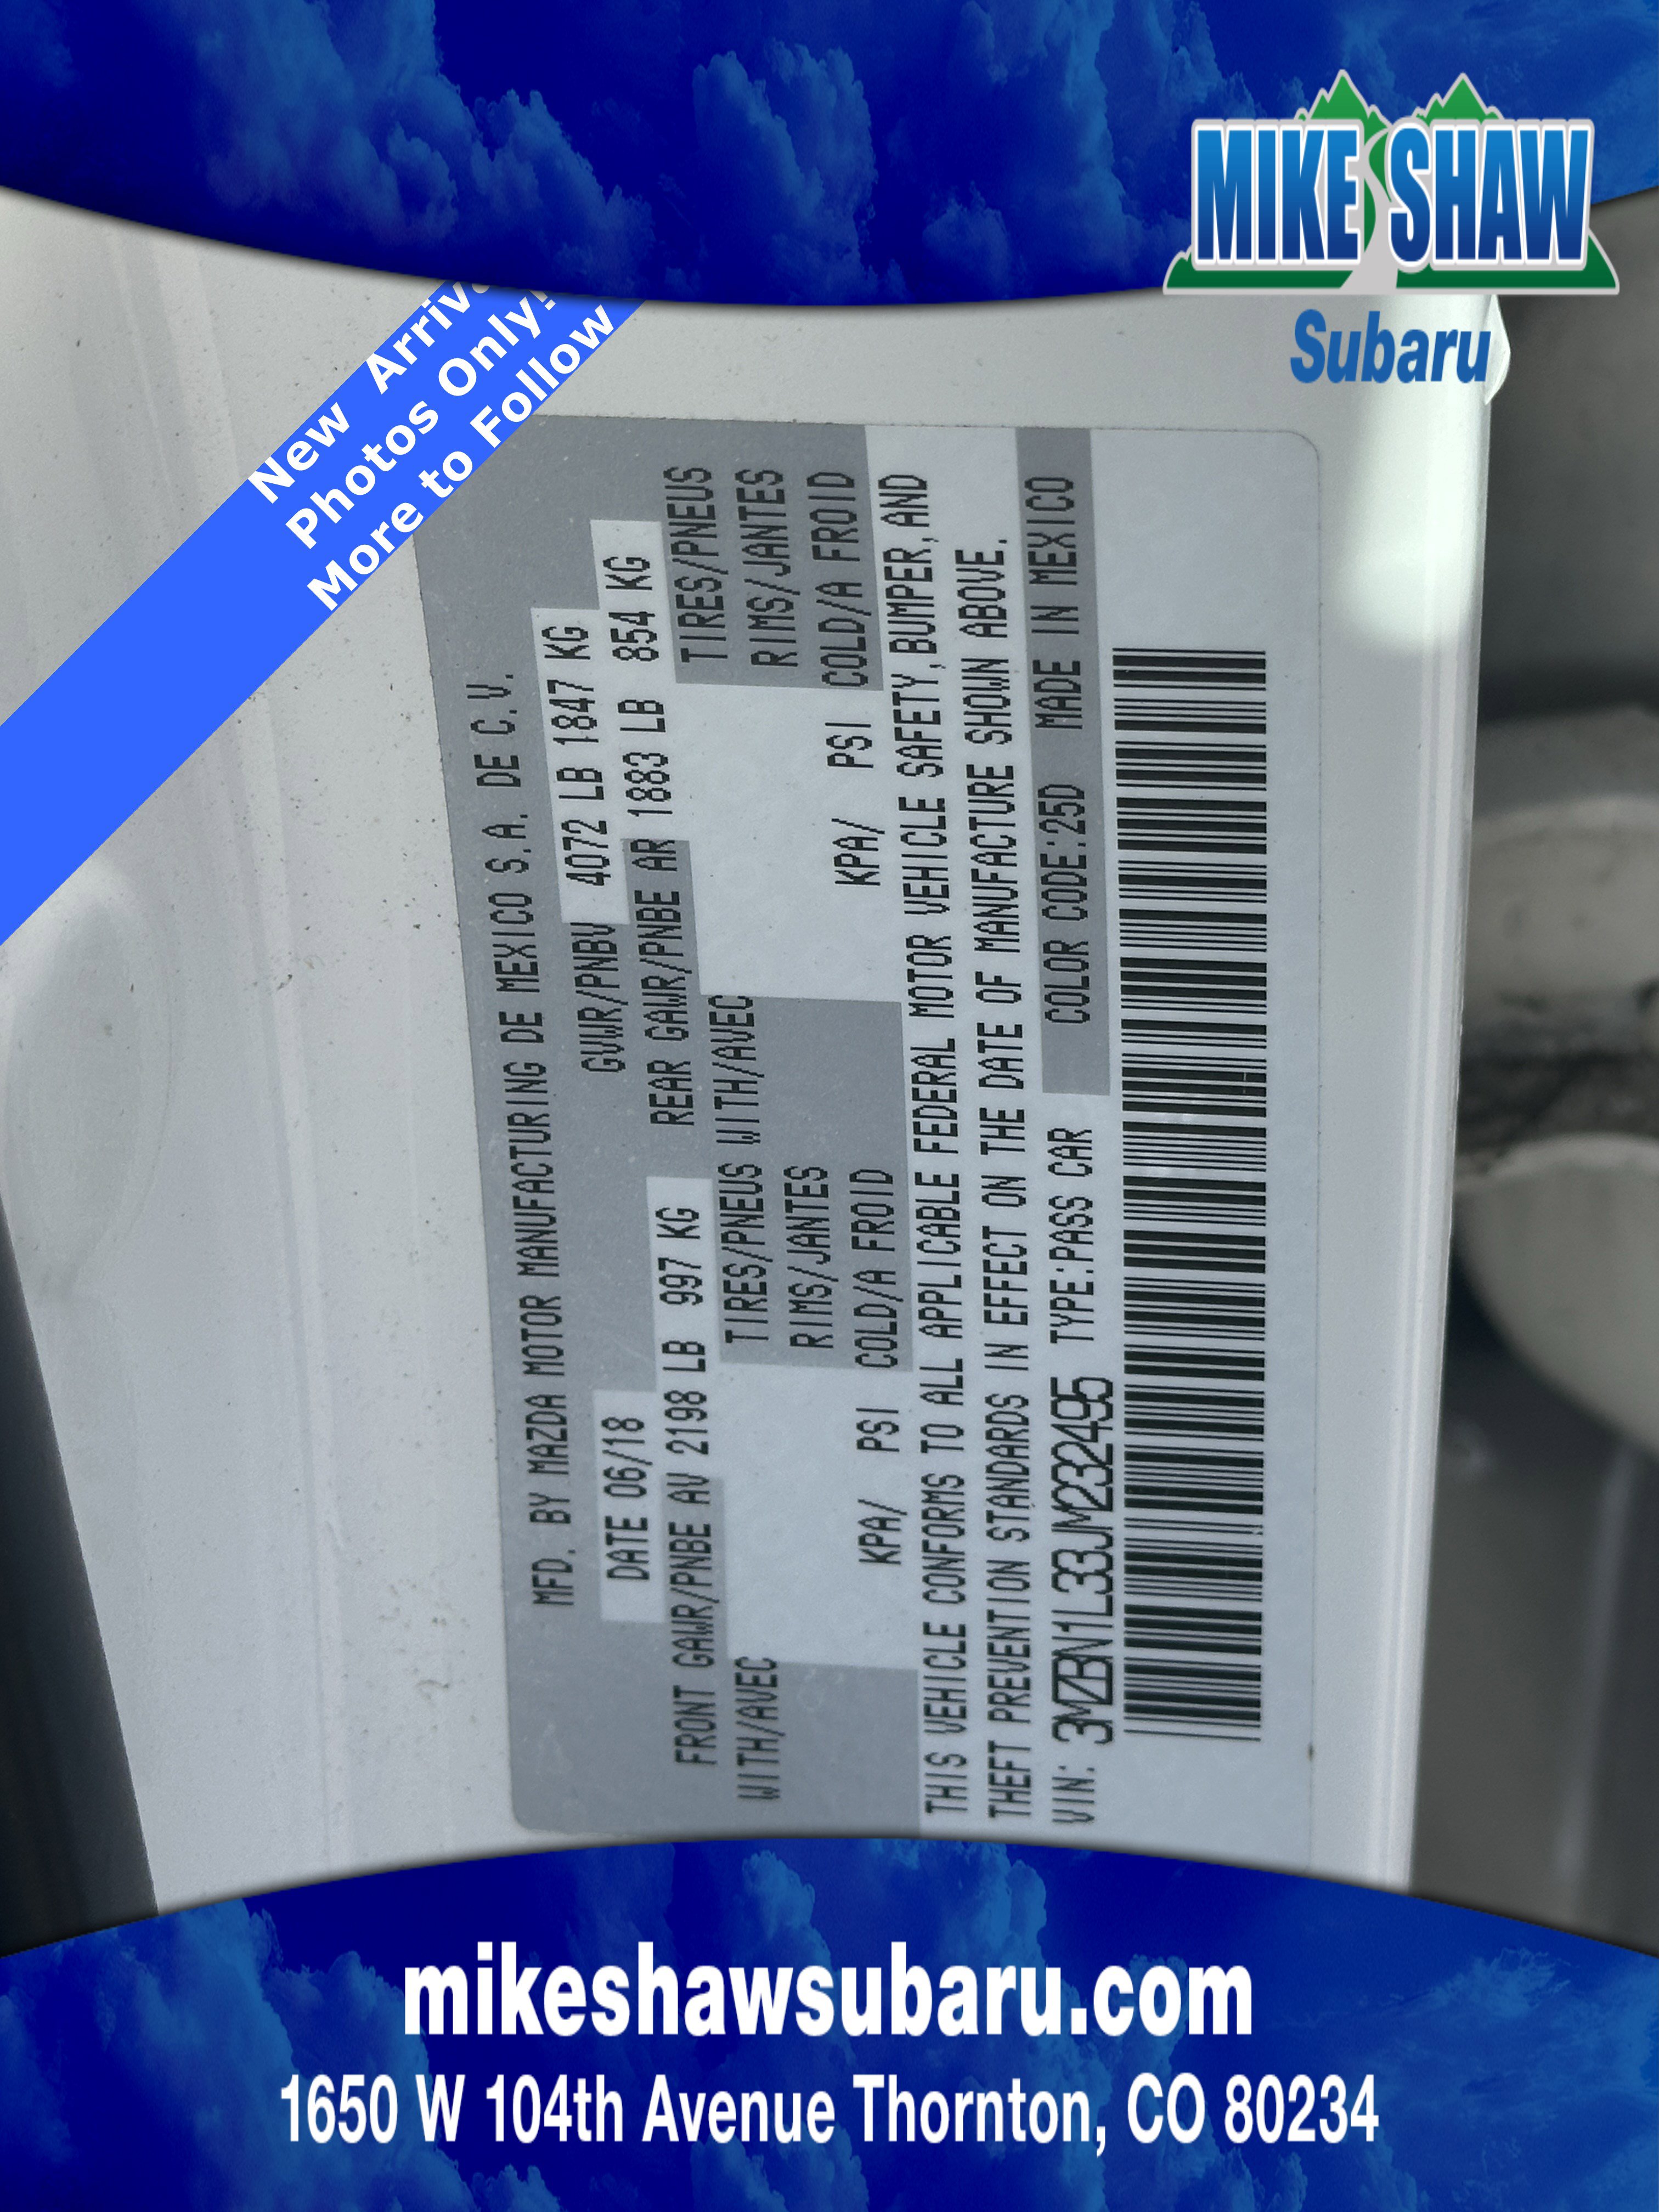 MIKE SHAW
Subaru
New Arriv
Photos Only!
More to Follow
MFD. BY MAZDA MOTOR MANUFACTURING DE MEXICO S.A. DE C.V.
DATE 06/18 GVWR/PNBV 4072 LB 1847 KG
FRONT GAWR/PNBE AV 2198 LB 997 KG REAR GAWR/PNBE AR 1883 LB 854 KG
WITH/AVEC TIRES/PNEUS WITH/AVEC TIRES/PNEUS
RIMS/JANTES RIMS/JANTES
KPA/ PSI COLD/A FROID KPA/ PSI COLD/A FROID
THIS VEHICLE CONFORMS TO ALL APPLICABLE FEDERAL MOTOR VEHICLE SAFETY,BUMPER,AND
THEFT PREVENTION STANDARDS IN EFFECT ON THE DATE OF MANUFACTURE SHOWN ABOVE.
VIN: 3MZBN1L33JM232495 TYPE:PASS CAR COLOR CODE:25D MADE IN MEXICO
mikeshawsubaru.com
1650 W 104th Avenue Thornton, CO 80234